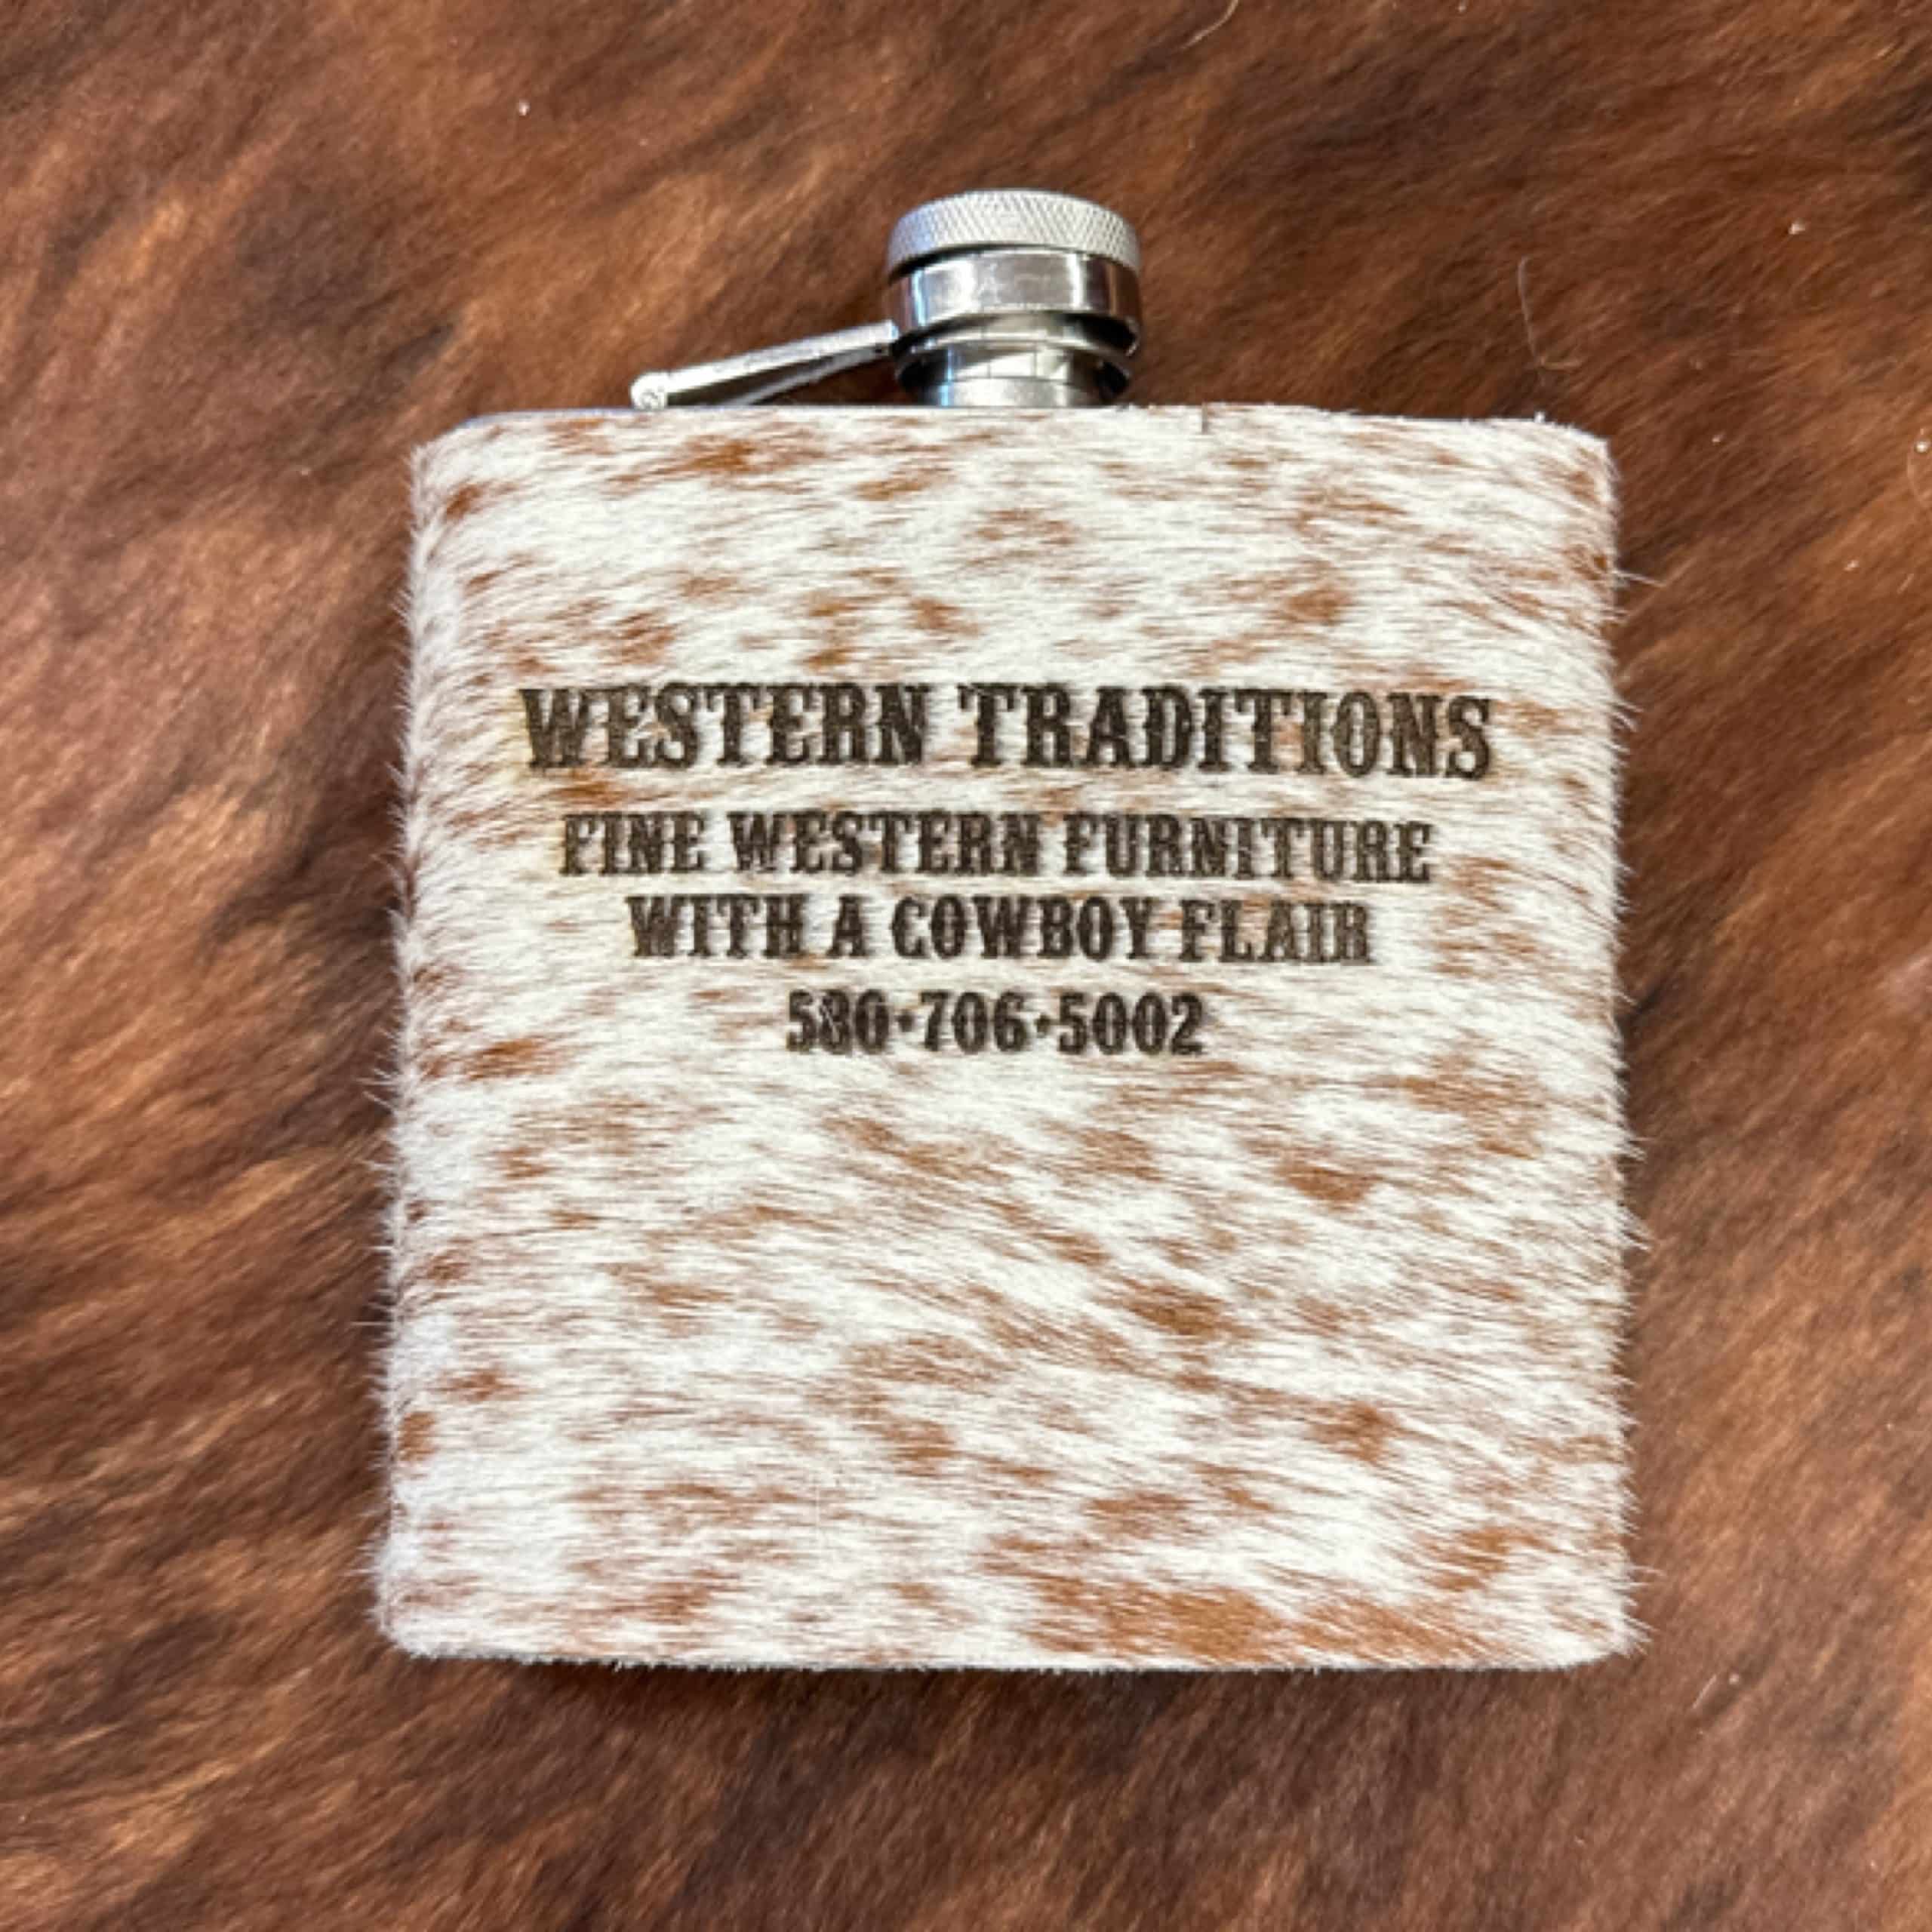 WESTERN TRADITIONS
FINE WESTERN FURNITURE
WITH A COWBOY FLAIR
580•706•5002